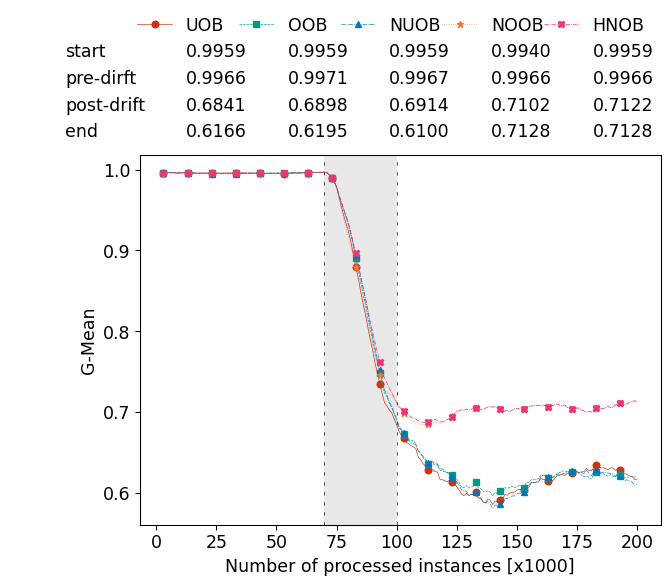 UOB OOB NUOB NOOB HNOB
start 0.9959 0.9959 0.9959 0.9940 0.9959
pre-dirft 0.9966 0.9971 0.9967 0.9966 0.9966
post-drift 0.6841 0.6898 0.6914 0.7102 0.7122
end 0.6166 0.6195 0.6100 0.7128 0.7128
1.0
0.9
0.8
0.7
0.6
G-Mean
0 25 50 75 100 125 150 175 200
Number of processed instances [x1000]